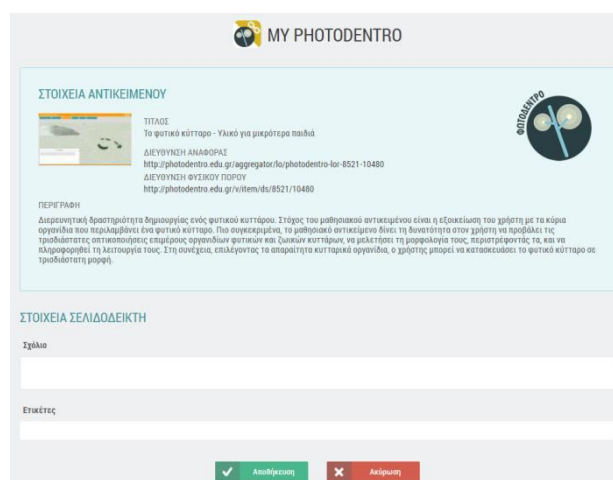 MY PHOTODENTRO
ΣΤΟΙΧΕΙΑ ΑΝΤΙΚΕΙΜΕΝΟΥ
ΦΩΤΟΔΕΝΤΡΟ
ΤΙΤΛΟΣ
Το φυτικό κύτταρο - Υλικό για μικρότερα παιδιά
ΔΙΕΥΘΥΝΣΗ ΑΝΑΦΟΡΑΣ
http://photodentro.edu.gr/aggregator/lo/photodentro-lor-8521-10480
ΔΙΕΥΘΥΝΣΗ ΦΥΣΙΚΟΥ ΠΟΡΟΥ
http://photodentro.edu.gr/v/item/ds/8521/10480
ΠΕΡΙΓΡΑΦΗ
Διερευνητική δραστηριότητα δημιουργίας ενός φυτικού κυττάρου. Στόχος του μαθησιακού αντικειμένου είναι η εξοικείωση του χρήστη με τα κύρια
οργανίδια που περιλαμβάνει ένα φυτικό κύτταρο. Πιο συγκεκριμένα, το μαθησιακό αντικείμενο δίνει τη δυνατότητα στον χρήστη να προβάλει τις
τρισδιάστατες οπτικοποιήσεις επιμέρους οργανιδίων φυτικών και ζωικών κυττάρων, να μελετήσει τη μορφολογία τους, περιστρέφοντάς τα, και να
πληροφορηθεί τη λειτουργία τους. Στη συνέχεια, επιλέγοντας τα απαραίτητα κυτταρικά οργανίδια, ο χρήστης μπορεί να κατασκευάσει το φυτικό κύτταρο σε
τρισδιάστατη μορφή.
ΣΤΟΙΧΕΙΑ ΣΕΛΙΔΟΔΕΙΚΤΗ
Σχόλιο
Ετικέτες
Αποθήκευση
Ακύρωση